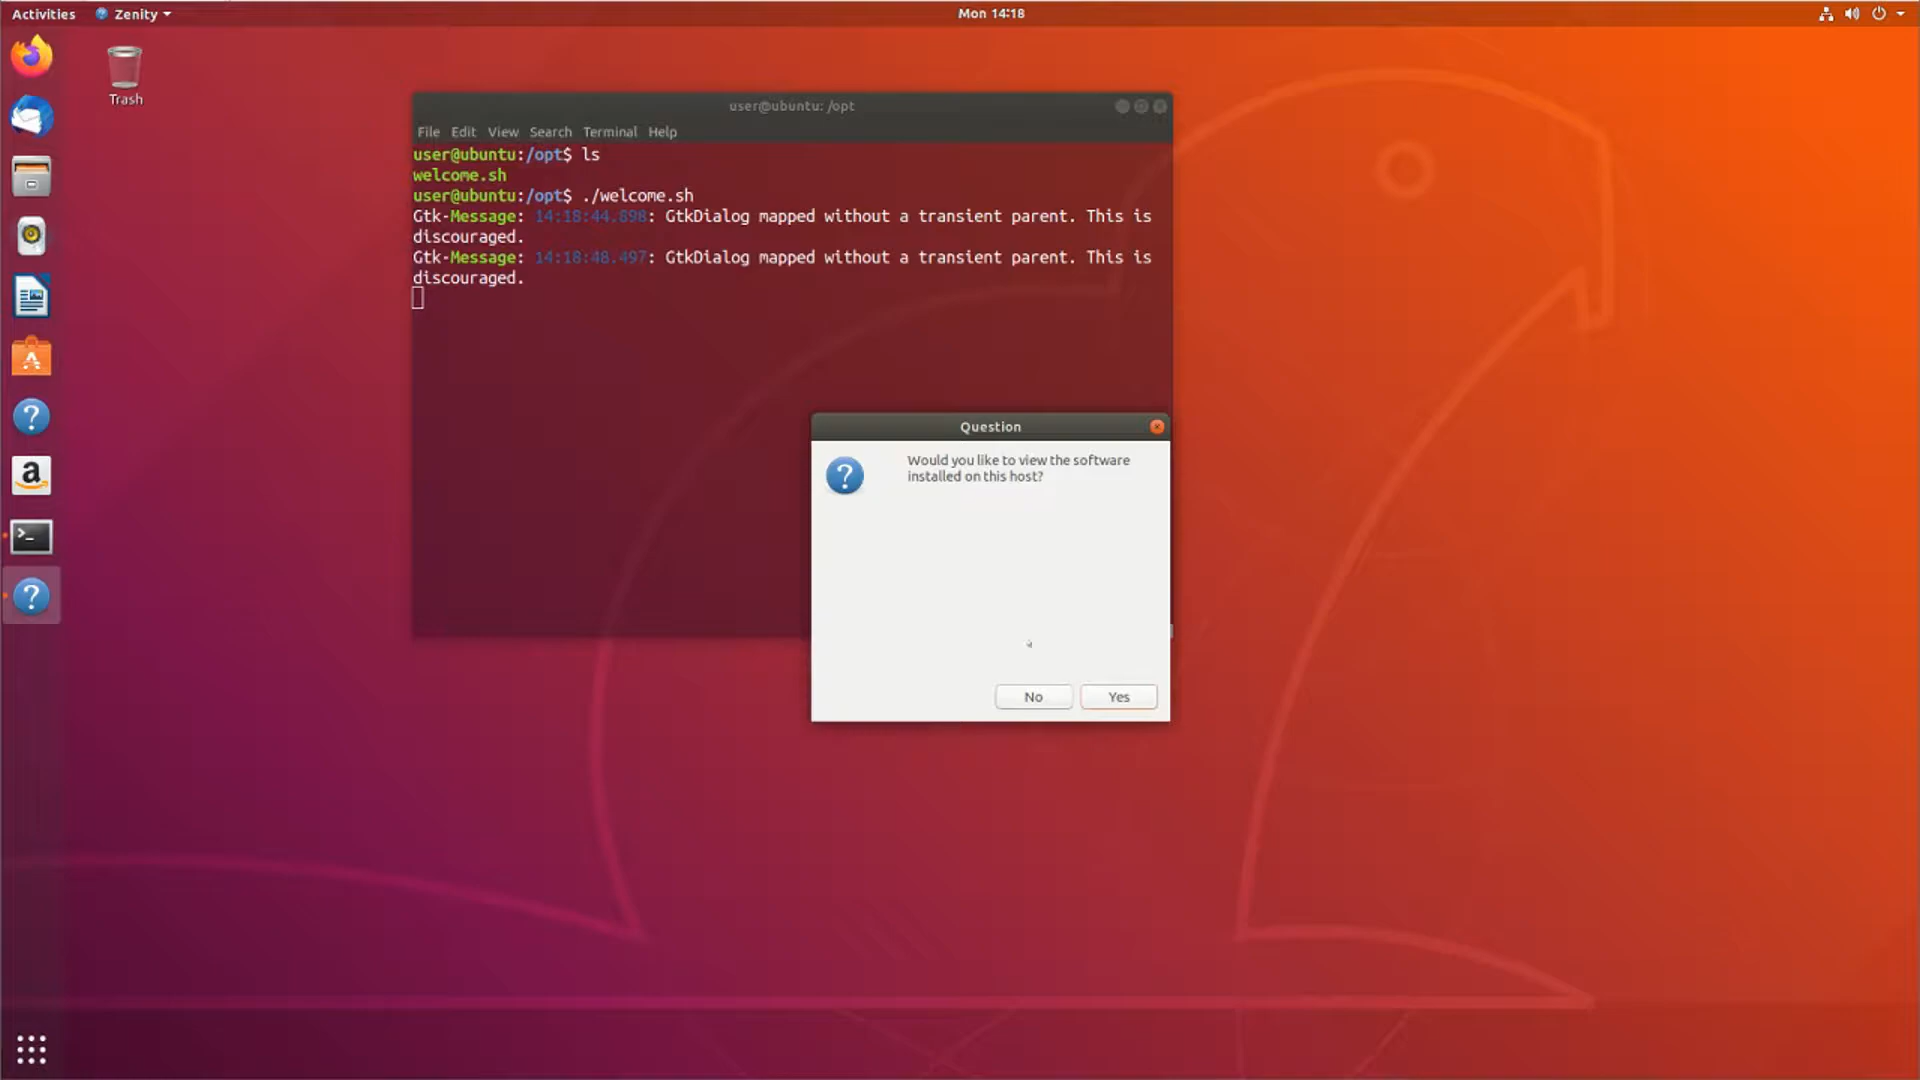 Activities Zenity Mon 14:18
Trash
user@ubuntu: /opt
File Edit View Search Terminal Help
user@ubuntu:/opt$ ls
welcome.sh
user@ubuntu:/opt$ ./welcome.sh
Gtk-Message: 14:18:44.898: GtkDialog mapped without a transient parent. This is
discouraged.
Gtk-Message: 14:18:48.497: GtkDialog mapped without a transient parent. This is
discouraged.
Question
Would you like to view the software
installed on this host?
No Yes